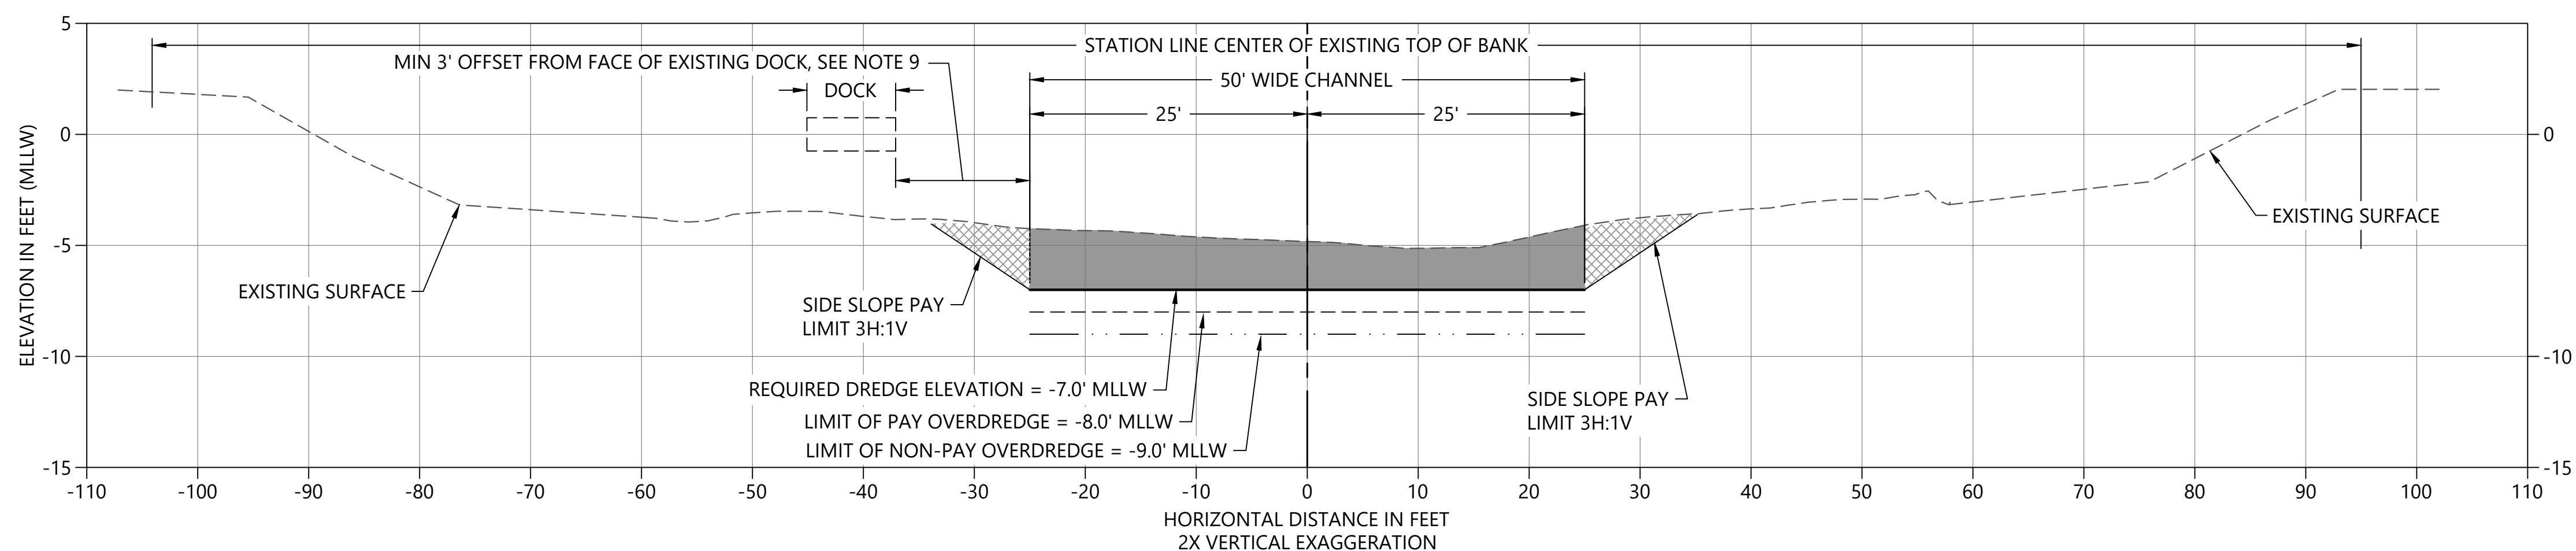 5
STATION LINE CENTER OF EXISTING TOP OF BANK
MIN 3' OFFSET FROM FACE OF EXISTING DOCK, SEE NOTE 9
50' WIDE CHANNEL
DOCK
25'
25'
0
0
ELEVATION IN FEET (MLLW)
EXISTING SURFACE
-5
EXISTING SURFACE
SIDE SLOPE PAY
LIMIT 3H:1V
-10
-10
REQUIRED DREDGE ELEVATION = -7.0' MLLW
SIDE SLOPE PAY
LIMIT 3H:1V
LIMIT OF PAY OVERDREDGE = -8.0' MLLW
LIMIT OF NON-PAY OVERDREDGE = -9.0' MLLW
-15
-15
-110 -100 -90 -80 -70 -60 -50 -40 -30 -20 -10 0 10 20 30 40 50 60 70 80 90 100 110
HORIZONTAL DISTANCE IN FEET
2X VERTICAL EXAGGERATION